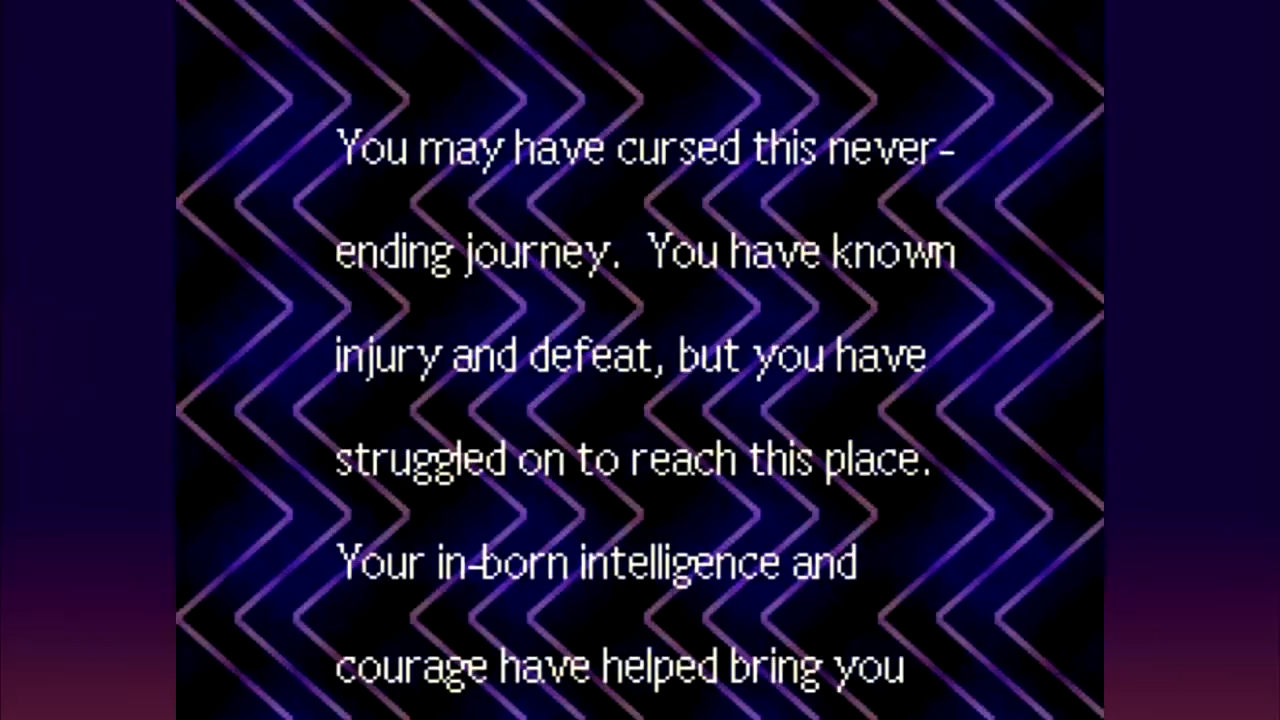 You may have cursed this never-
ending journey.  You have known
injury and defeat, but you have
struggled on to reach this place.
Your in-born intelligence and
courage have helped bring you